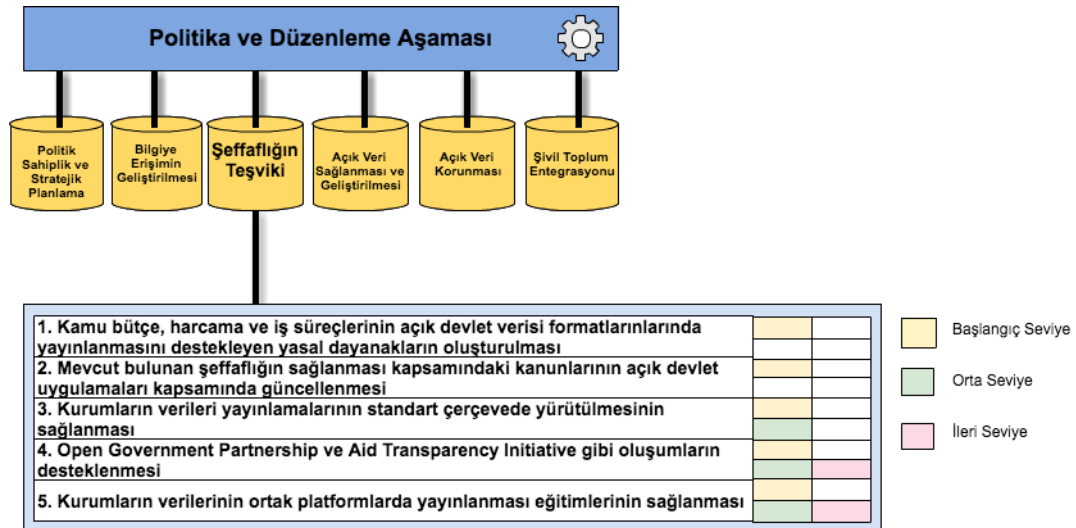 Politika ve Düzenleme Aşaması
Politik
Sahiplik ve
Stratejik
Planlama
Bilgiye
Erişimin
Geliştirilmesi
Şeffaflığın
Teşviki
Açık Veri
Sağlanması ve
Geliştirilmesi
Açık Veri
Korunması
Şivil Toplum
Entegrasyonu
1. Kamu bütçe, harcama ve iş süreçlerinin açık devlet verisi formatlarınlarında
yayınlanmasını destekleyen yasal dayanakların oluşturulması
2. Mevcut bulunan şeffaflığın sağlanması kapsamındaki kanunlarının açık devlet
uygulamaları kapsamında güncellenmesi
3. Kurumların verileri yayınlamalarının standart çerçevede yürütülmesinin
sağlanması
4. Open Government Partnership ve Aid Transparency Initiative gibi oluşumların
desteklenmesi
5. Kurumların verilerinin ortak platformlarda yayınlanması eğitimlerinin sağlanması
Başlangıç Seviye
Orta Seviye
İleri Seviye